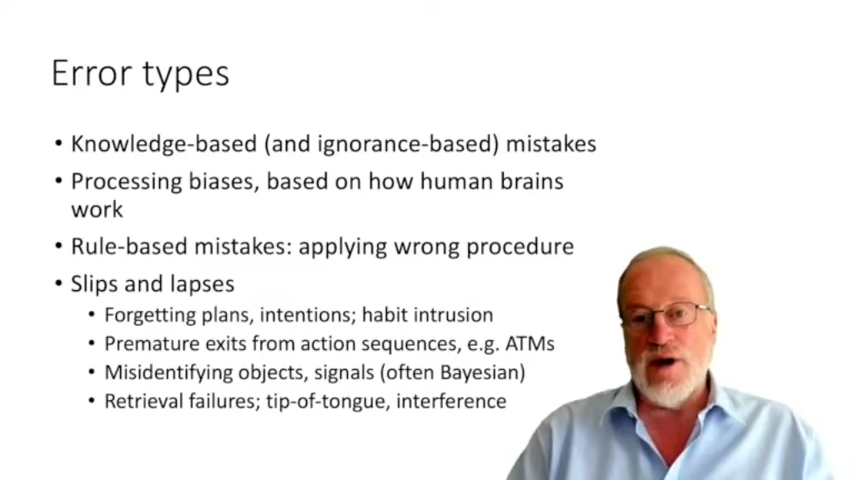 Error types
• Knowledge-based (and ignorance-based) mistakes
• Processing biases, based on how human brains
work
• Rule-based mistakes: applying wrong procedure
• Slips and lapses
• Forgetting plans, intentions; habit intrusion
• Premature exits from action sequences, e.g. ATMs
• Misidentifying objects, signals (often Bayesian)
• Retrieval failures; tip-of-tongue, interference